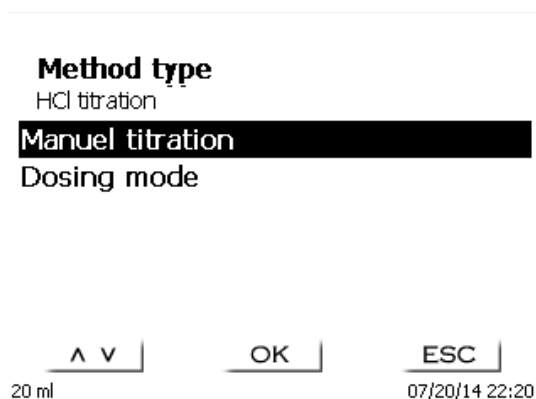 Method type
HCl titration
Manuel titration
Dosing mode
∧ ∨ OK ESC
20 ml 07/20/14 22:20